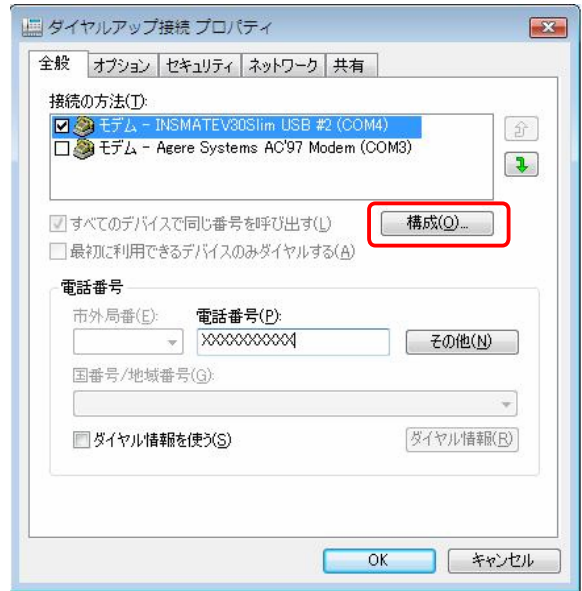 ダイヤルアップ接続 プロパティ
全般 オプション セキュリティ ネットワーク 共有
接続の方法(T):
モデム - INSMATEV30Slim USB #2 (COM4)
モデム - Agere Systems AC'97 Modem (COM3)
すべてのデバイスで同じ番号を呼び出す(L) 構成(O)...
最初に利用できるデバイスのみダイヤルする(A)
電話番号
市外局番(E): 電話番号(P):
XXXXXXXXXXX その他(N)
国番号/地域番号(G):
ダイヤル情報を使う(S) ダイヤル情報(R)
OK キャンセル